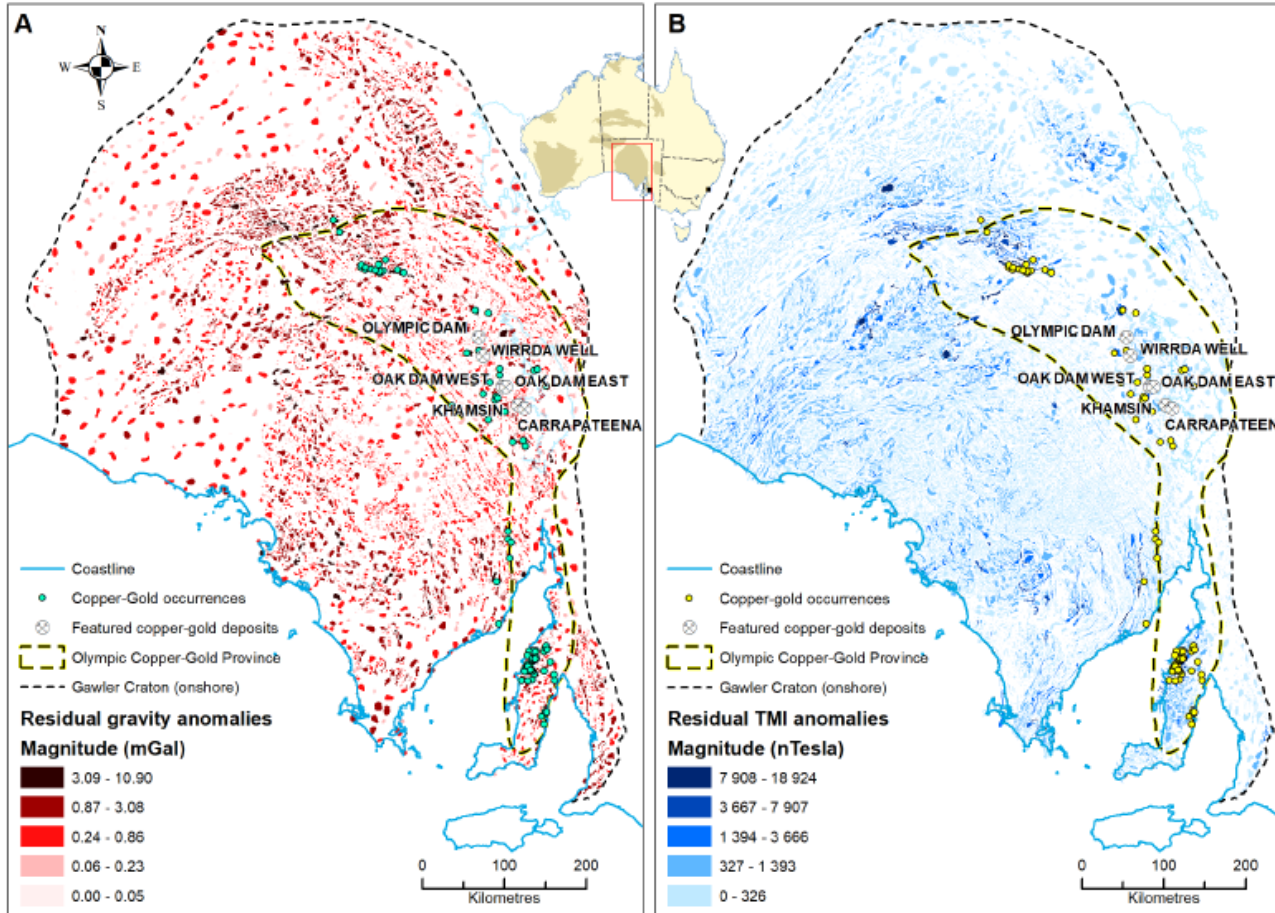 A
N
W E
S
OLYMPIC DAM
WIRRDA WELL
OAK DAM WEST OAK DAM EAST
KHAMSIN
CARRAPATEENA
Coastline
Copper-Gold occurrences
Featured copper-gold deposits
Olympic Copper-Gold Province
Gawler Craton (onshore)
Residual gravity anomalies
Magnitude (mGal)
3.09 - 10.90
0.87 - 3.08
0.24 - 0.86
0.06 - 0.23
0.00 - 0.05
0 100 200
Kilometres
B
OLYMPIC DAM
WIRRDA WELL
OAK DAM WEST OAK DAM EAST
KHAMSIN
CARRAPATEENA
Coastline
Copper-gold occurrences
Featured copper-gold deposits
Olympic Copper-Gold Province
Gawler Craton (onshore)
Residual TMI anomalies
Magnitude (nTesla)
7 908 - 18 924
3 667 - 7 907
1 394 - 3 666
327 - 1 393
0 - 326
0 100 200
Kilometres